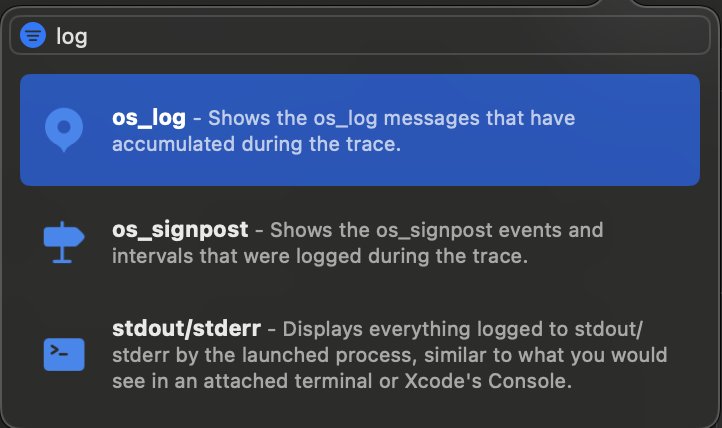 log
os_log - Shows the os_log messages that have
accumulated during the trace.
os_signpost - Shows the os_signpost events and
intervals that were logged during the trace.
stdout/stderr - Displays everything logged to stdout/
stderr by the launched process, similar to what you would
see in an attached terminal or Xcode's Console.